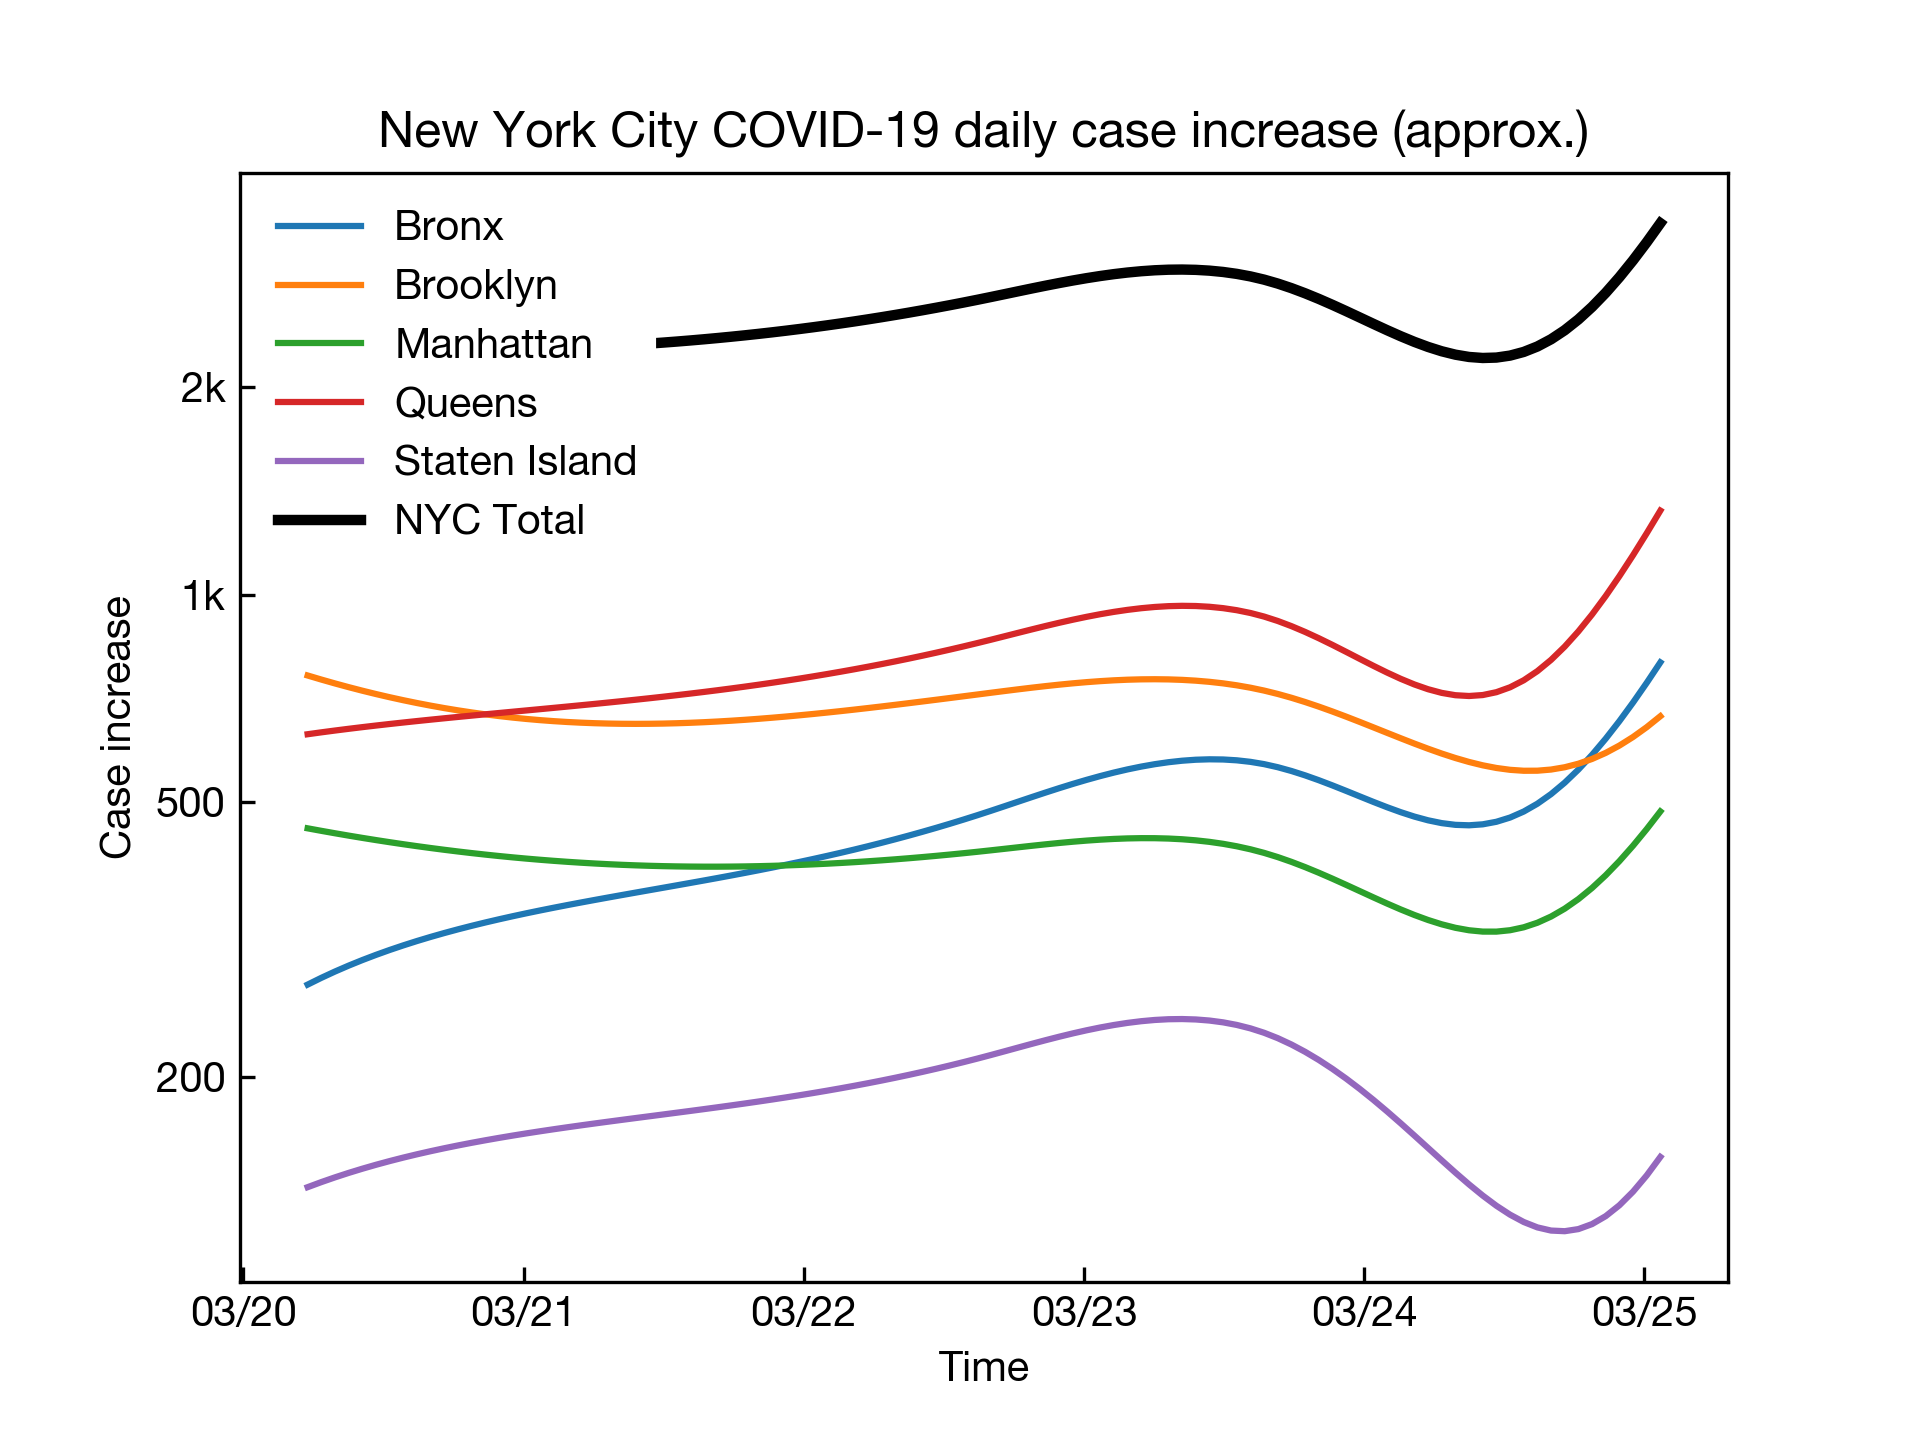 New York City COVID-19 daily case increase (approx.)
Bronx
Brooklyn
Manhattan
Queens
Staten Island
NYC Total
2k
1k
500
200
Case increase
03/20 03/21 03/22 03/23 03/24 03/25
Time